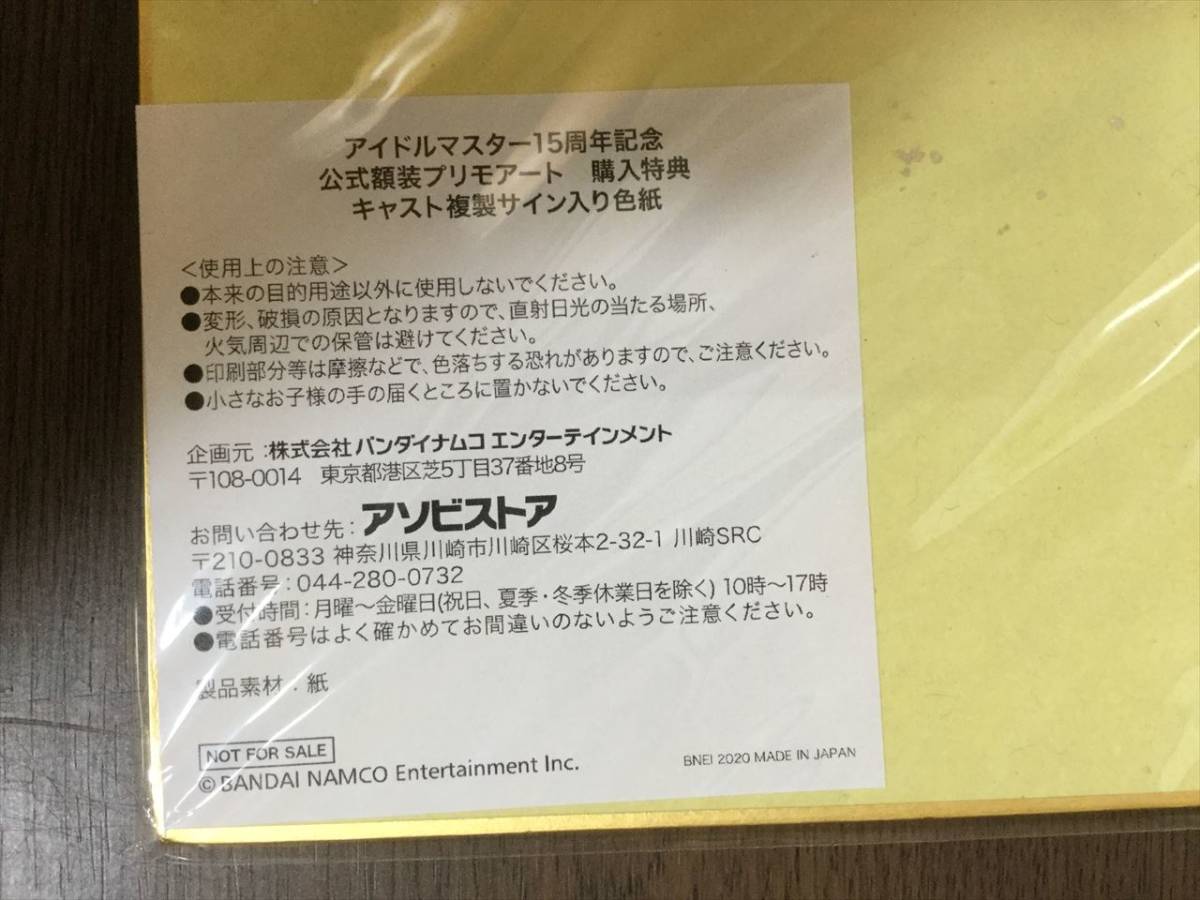 アイドルマスター15周年記念
公式額装プリモアート　購入特典
キャスト複製サイン入り色紙
＜使用上の注意＞
●本来の目的用途以外に使用しないでください。
●変形、破損の原因となりますので、直射日光の当たる場所、
火気周辺での保管は避けてください。
●印刷部分等は摩擦などで、色落ちする恐れがありますので、ご注意ください。
●小さなお子様の手の届くところに置かないでください。
企画元：株式会社 バンダイナムコ エンターテインメント
〒108-0014　東京都港区芝5丁目37番地8号
お問い合わせ先：アソビストア
〒210-0833 神奈川県川崎市川崎区桜本2-32-1 川崎SRC
電話番号：044-280-0732
●受付時間：月曜～金曜日(祝日、夏季・冬季休業日を除く) 10時～17時
●電話番号はよく確かめてお間違いのないようご注意ください。
製品素材：紙
NOT FOR SALE
© BANDAI NAMCO Entertainment Inc.
BNEI 2020 MADE IN JAPAN